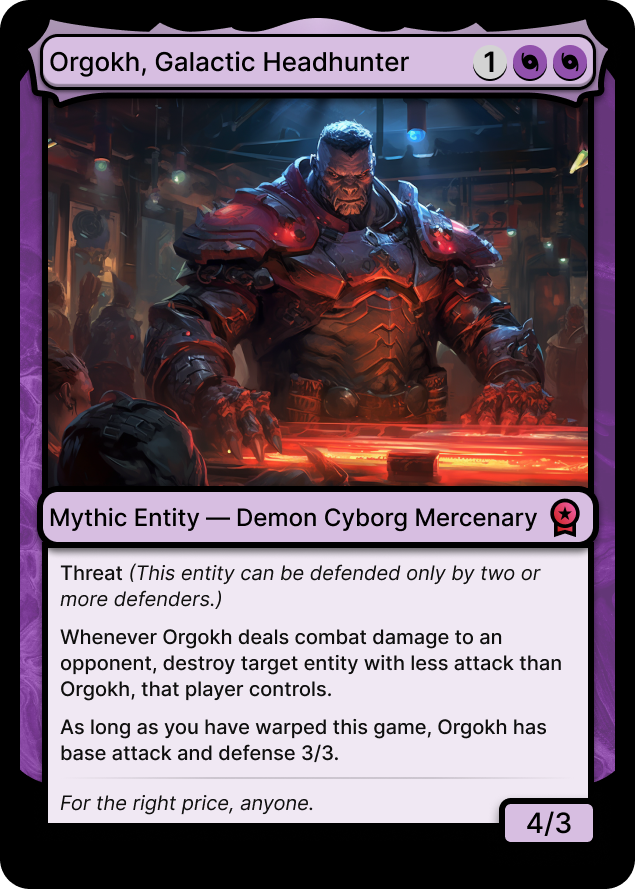 Orgokh, Galactic Headhunter 1
Mythic Entity — Demon Cyborg Mercenary
Threat (This entity can be defended only by two or
more defenders.)
Whenever Orgokh deals combat damage to an
opponent, destroy target entity with less attack than
Orgokh, that player controls.
As long as you have warped this game, Orgokh has
base attack and defense 3/3.
For the right price, anyone.
4/3